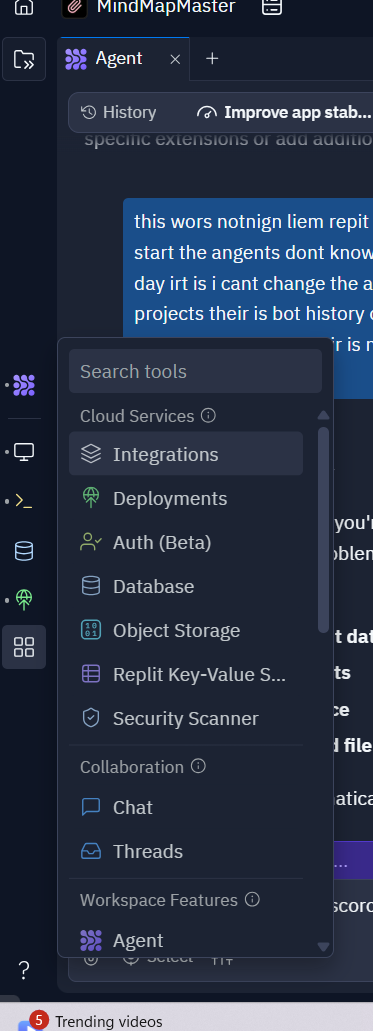 MindMapMaster
Agent
History
Improve app stab...
specific extensions or add additio
this wors notnign liem repit
start the angents dont know
day irt is i cant change the a
projects their is bot history
ir is
Search tools
Cloud Services
Integrations
Deployments
you'r
Auth (Beta)
Database
Object Storage
t dat
Replit Key-Value S...
ts
ce
Security Scanner
d file
Collaboration
atica
Chat
Threads
...
Workspace Features
scord
Agent
Select
?
5
Trending videos